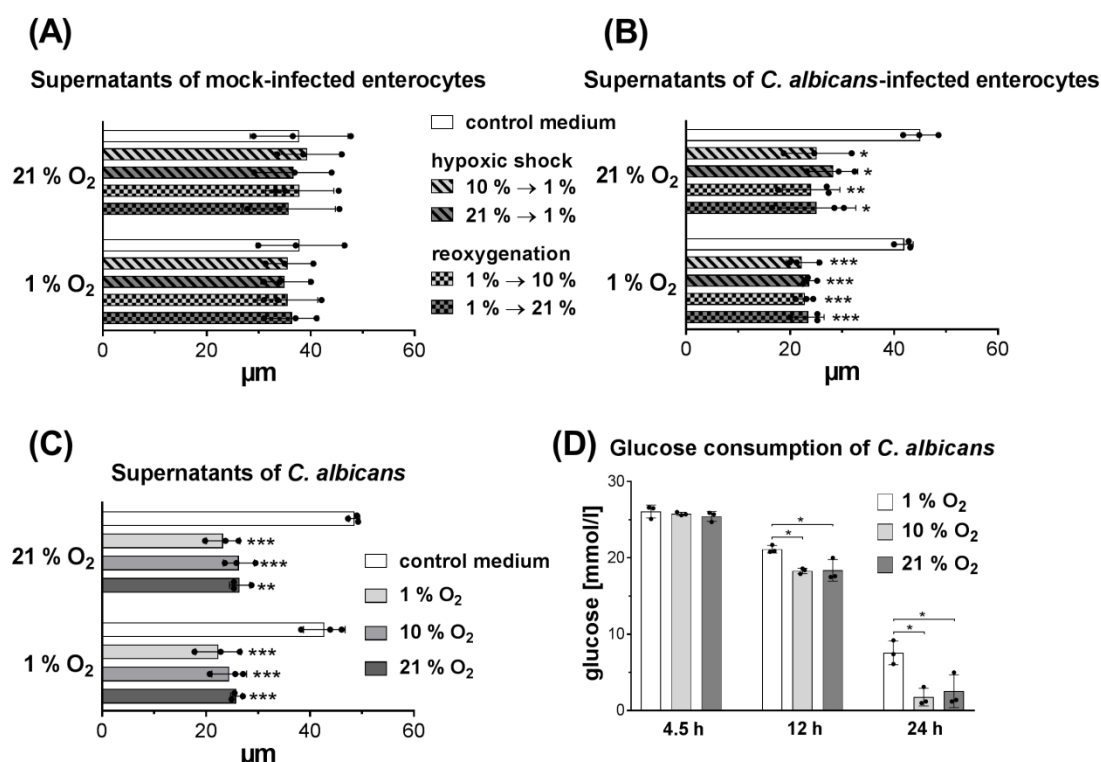 (A)
Supernatants of mock-infected enterocytes
21 % O₂
1 % O₂
0 20 40 60
µm
control medium
hypoxic shock
10 % → 1 %
21 % → 1 %
reoxygenation
1 % → 10 %
1 % → 21 %
(B)
Supernatants of C. albicans-infected enterocytes
21 % O₂
*
*
**
*
1 % O₂
***
***
***
***
0 20 40 60
µm
(C)
Supernatants of C. albicans
21 % O₂
***
***
**
1 % O₂
***
***
***
0 20 40 60
µm
control medium
1 % O₂
10 % O₂
21 % O₂
(D) Glucose consumption of C. albicans
glucose [mmol/l]
30
20
10
0
*
*
*
*
4.5 h 12 h 24 h
1 % O₂
10 % O₂
21 % O₂